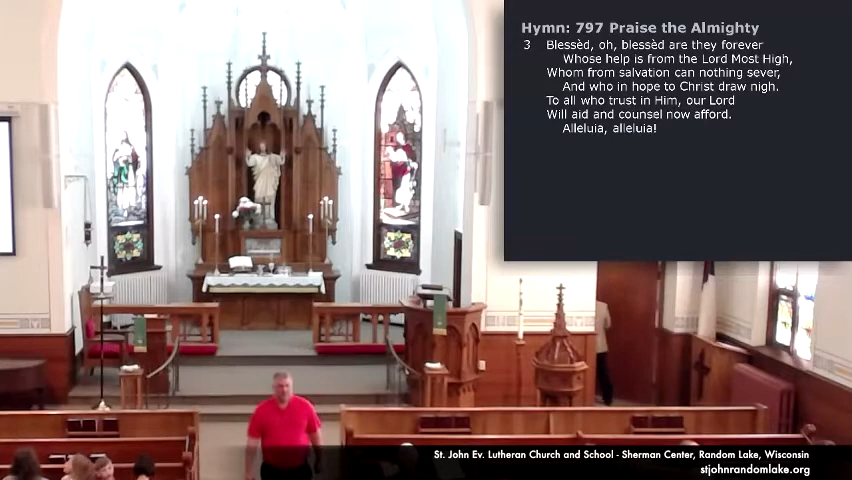 Hymn: 797 Praise the Almighty
3 Blessèd, oh, blessèd are they forever
Whose help is from the Lord Most High,
Whom from salvation can nothing sever,
And who in hope to Christ draw nigh.
To all who trust in Him, our Lord
Will aid and counsel now afford.
Alleluia, alleluia!
St. John Ev. Lutheran Church and School - Sherman Center, Random Lake, Wisconsin
stjohnrandomlake.org